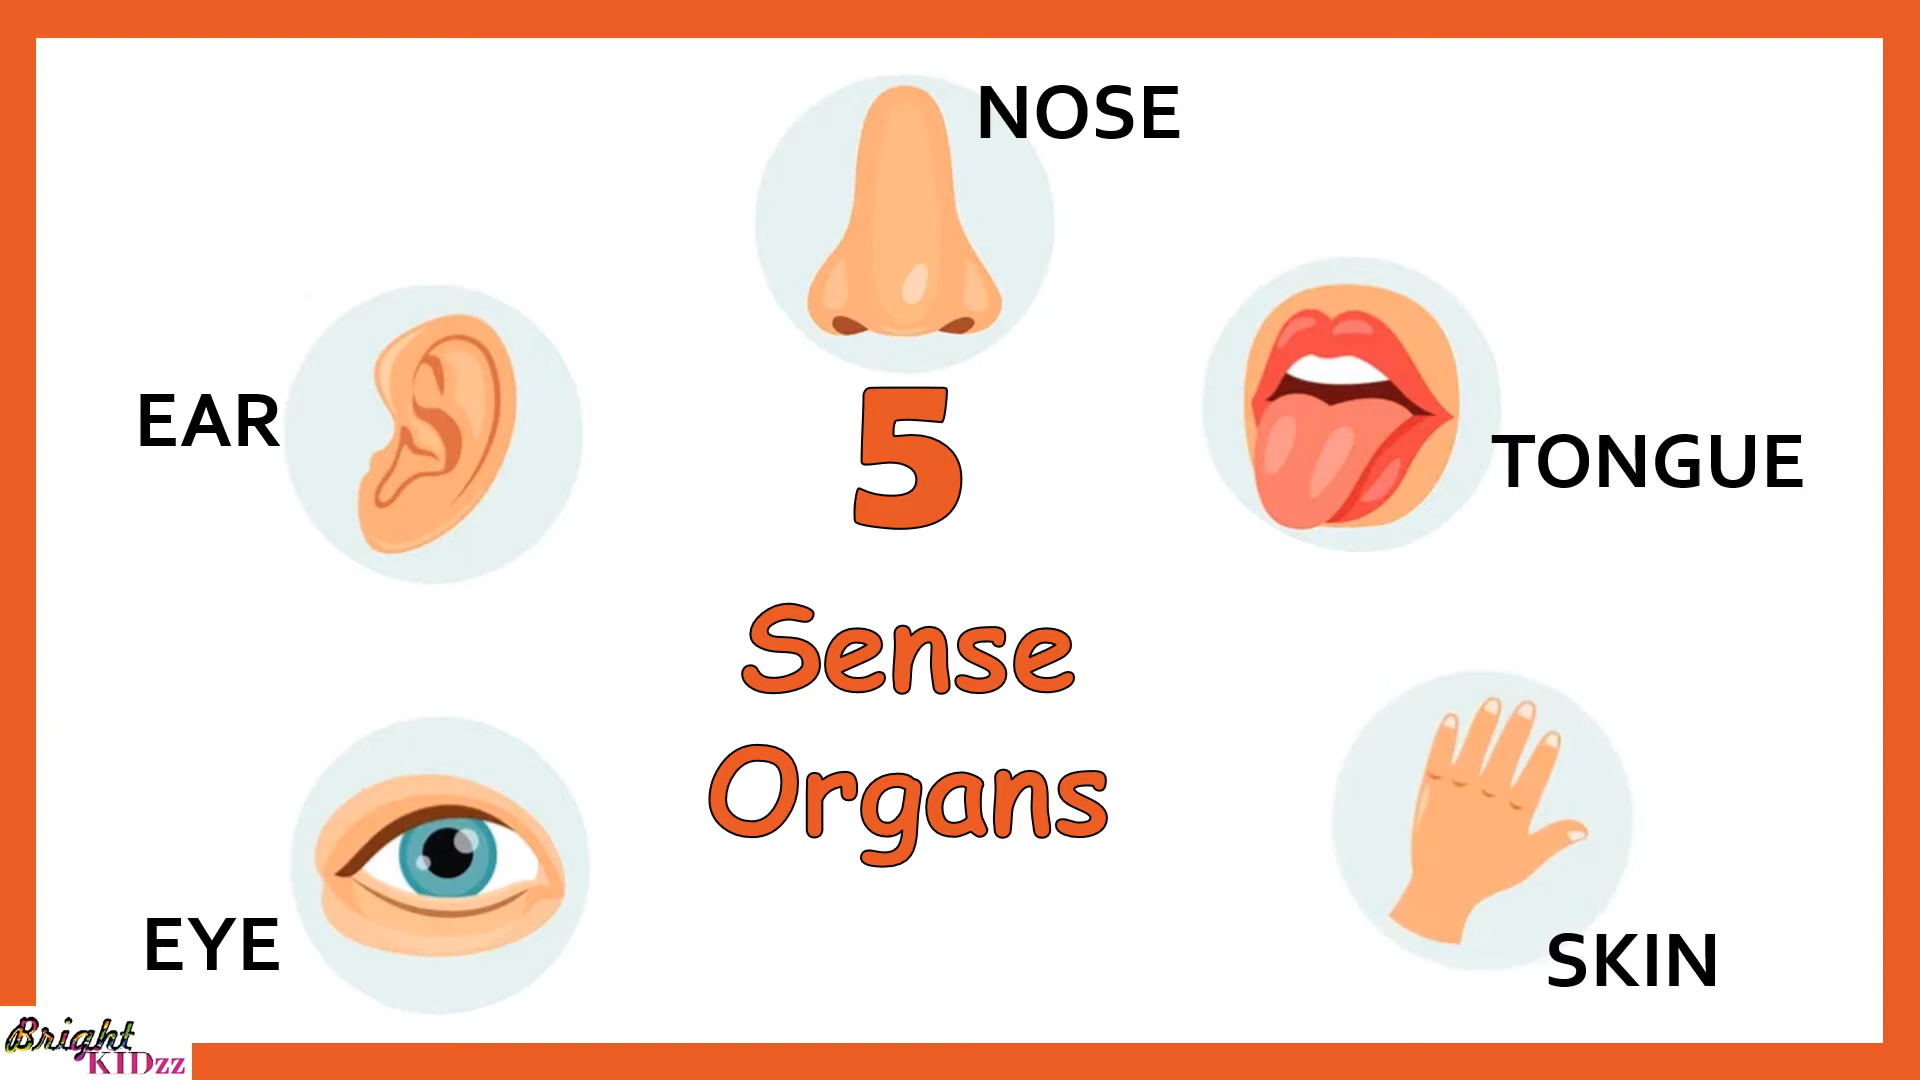 NOSE
EAR
TONGUE
5
Sense
Organs
EYE
SKIN
Bright
KIDzz